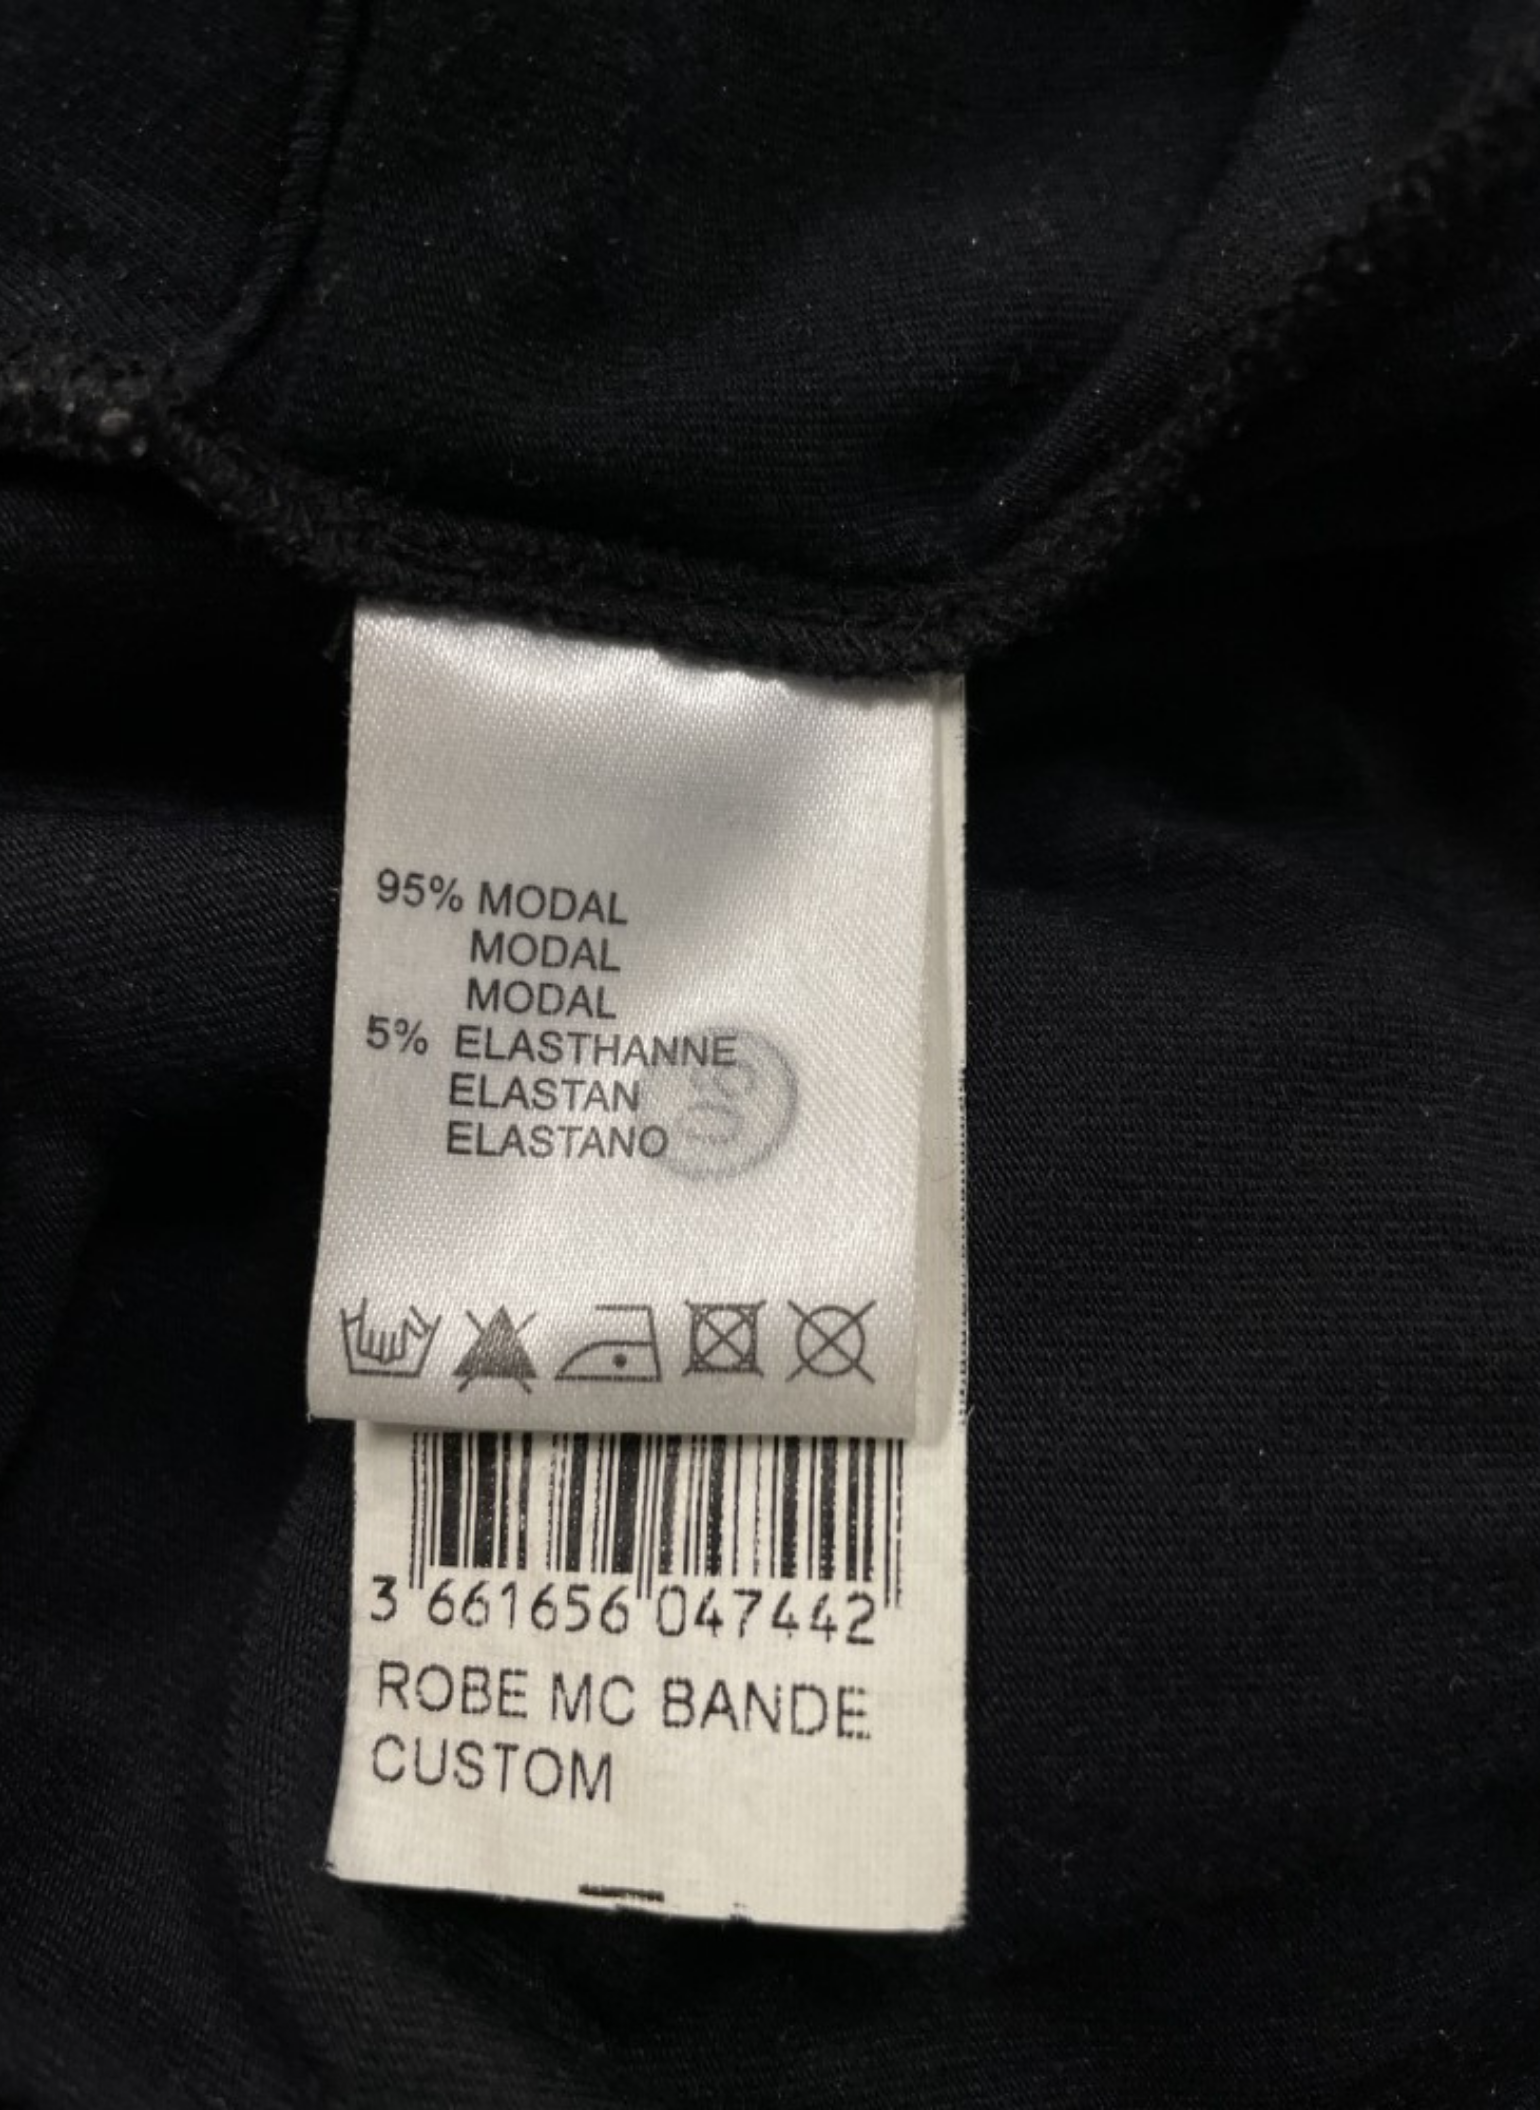 95% MODAL
MODAL
MODAL
5% ELASTHANNE
ELASTAN
ELASTANO
3 661656 047442
ROBE MC BANDE
CUSTOM